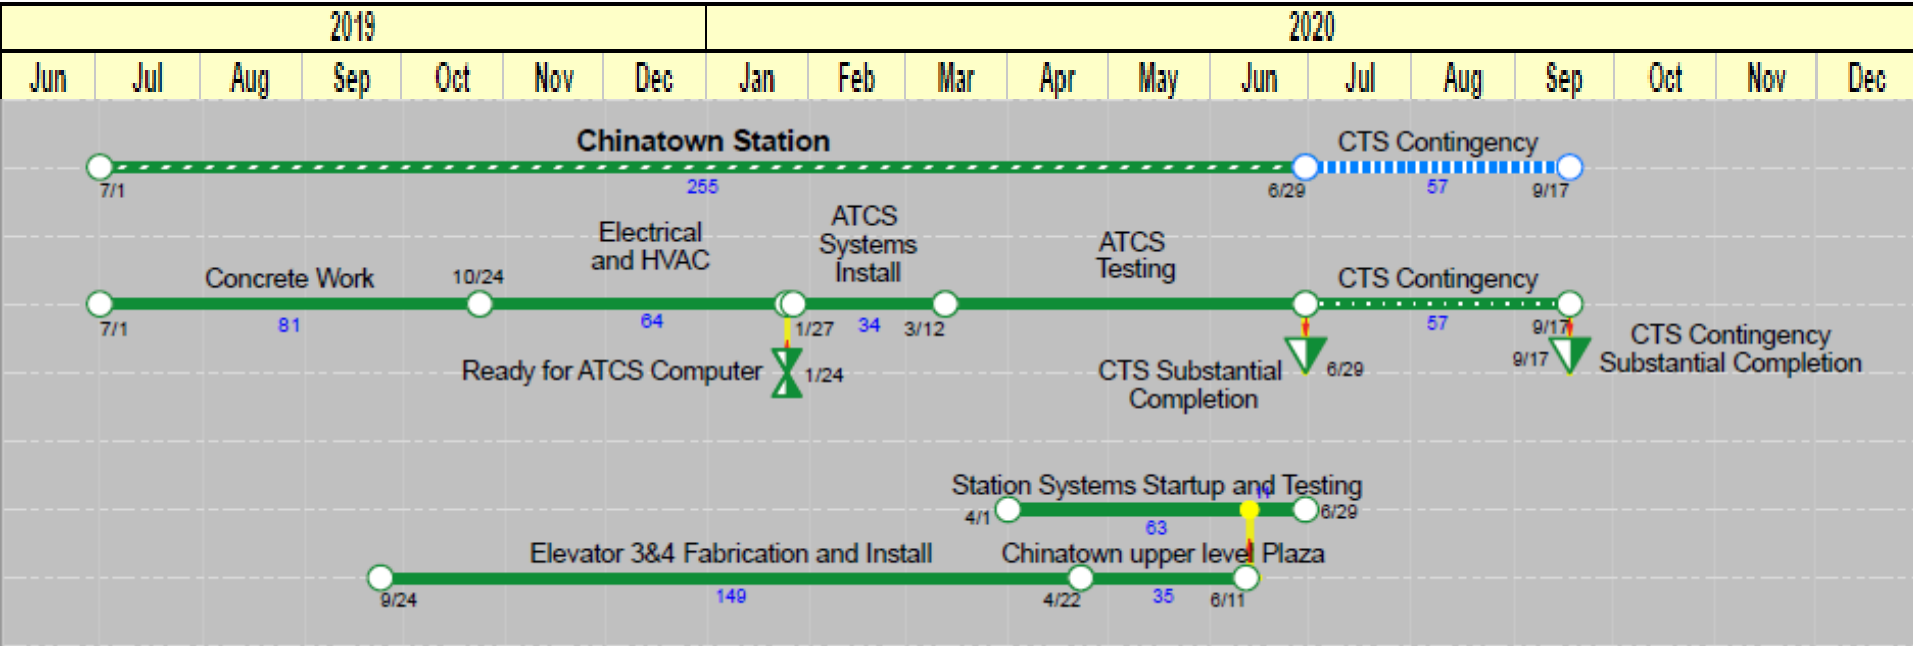 2019 2020
Jun Jul Aug Sep Oct Nov Dec Jan Feb Mar Apr May Jun Jul Aug Sep Oct Nov Dec
Chinatown Station
CTS Contingency
7/1
255
6/29
57
9/17
Concrete Work
10/24
Electrical
and HVAC
ATCS
Systems
Install
ATCS
Testing
CTS Contingency
7/1
81
64
1/27
34
3/12
57
9/17
Ready for ATCS Computer
1/24
CTS Substantial
Completion
6/29
9/17
CTS Contingency
Substantial Completion
Station Systems Startup and Testing
11
4/1
63
6/29
Elevator 3&4 Fabrication and Install
Chinatown upper level Plaza
9/24
149
4/22
35
6/11